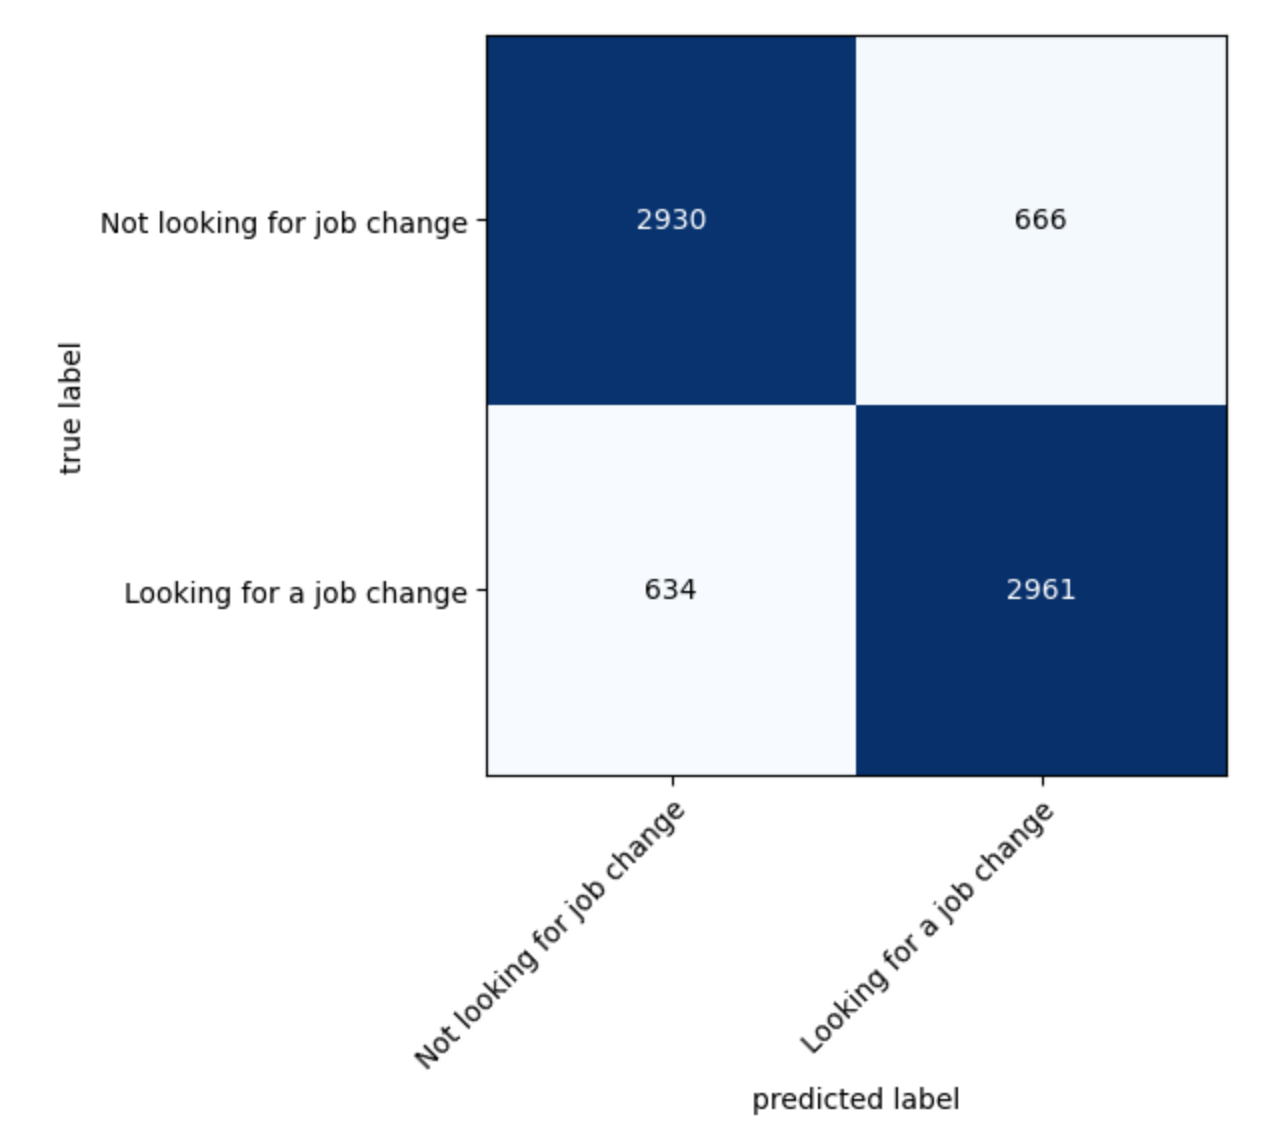 2930
666
Not looking for job change
true label
634
2961
Looking for a job change
Not looking for job change
Looking for a job change
predicted label